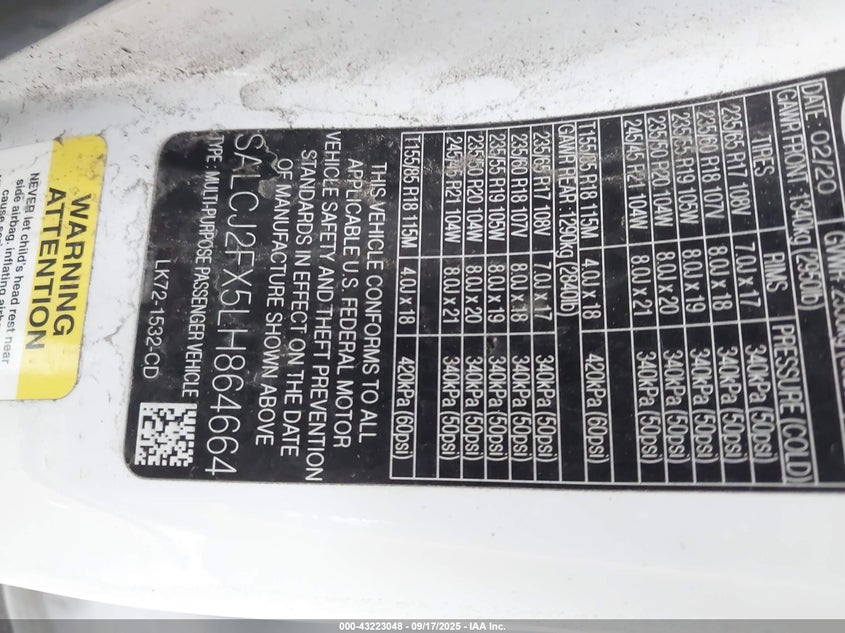 DATE: 02/20
GAWR FRONT: 1340kg (2950lb)
TIRES RIMS PRESSURE (COLD)
235/65 R17 108V 7.0J x 17 340kPa (50psi)
235/60 R18 107V 8.0J x 18 340kPa (50psi)
235/55 R19 105W 8.0J x 19 340kPa (50psi)
235/50 R20 104W 8.0J x 20 340kPa (50psi)
245/45 R21 104W 8.0J x 21 340kPa (50psi)
T155/85 R18 115M 4.0J x 18 420kPa (60psi)
GAWR REAR: 1290kg (2840lb)
235/65 R17 108V 7.0J x 17 340kPa (50psi)
235/60 R18 107V 8.0J x 18 340kPa (50psi)
235/55 R19 105W 8.0J x 19 340kPa (50psi)
235/50 R20 104W 8.0J x 20 340kPa (50psi)
245/45 R21 104W 8.0J x 21 340kPa (50psi)
T155/85 R18 115M 4.0J x 18 420kPa (60psi)
THIS VEHICLE CONFORMS TO ALL
APPLICABLE U.S. FEDERAL MOTOR
VEHICLE SAFETY AND THEFT PREVENTION
STANDARDS IN EFFECT ON THE DATE
OF MANUFACTURE SHOWN ABOVE
SALCJ2FX5LH864664
TYPE: MULTI-PURPOSE PASSENGER VEHICLE
LK72-1532-CD
WARNING
ATTENTION
NEVER let child's head rest near
side airbag, inflating
000-43223048 - 09/17/2025 - IAA Inc.